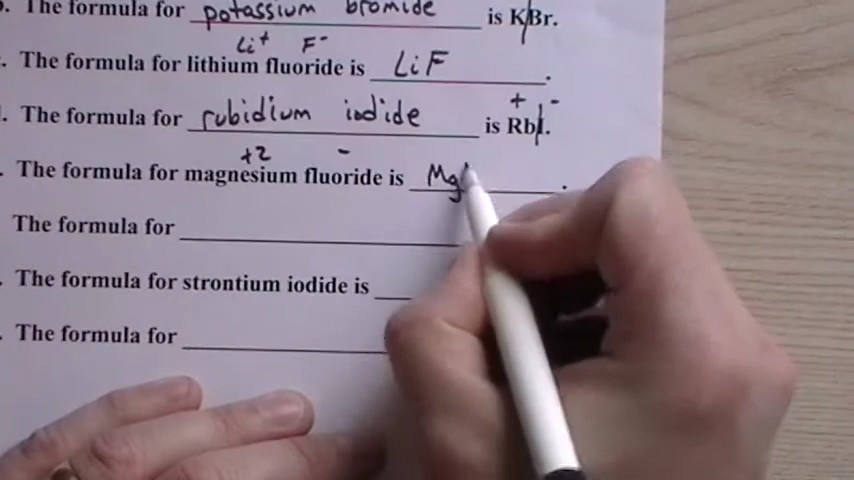 . The formula for potassium bromide is KBr.
Li+ F-
. The formula for lithium fluoride is LiF.
+ -
. The formula for rubidium iodide is RbI.
+2 -
. The formula for magnesium fluoride is Mg .
The formula for
. The formula for strontium iodide is
. The formula for